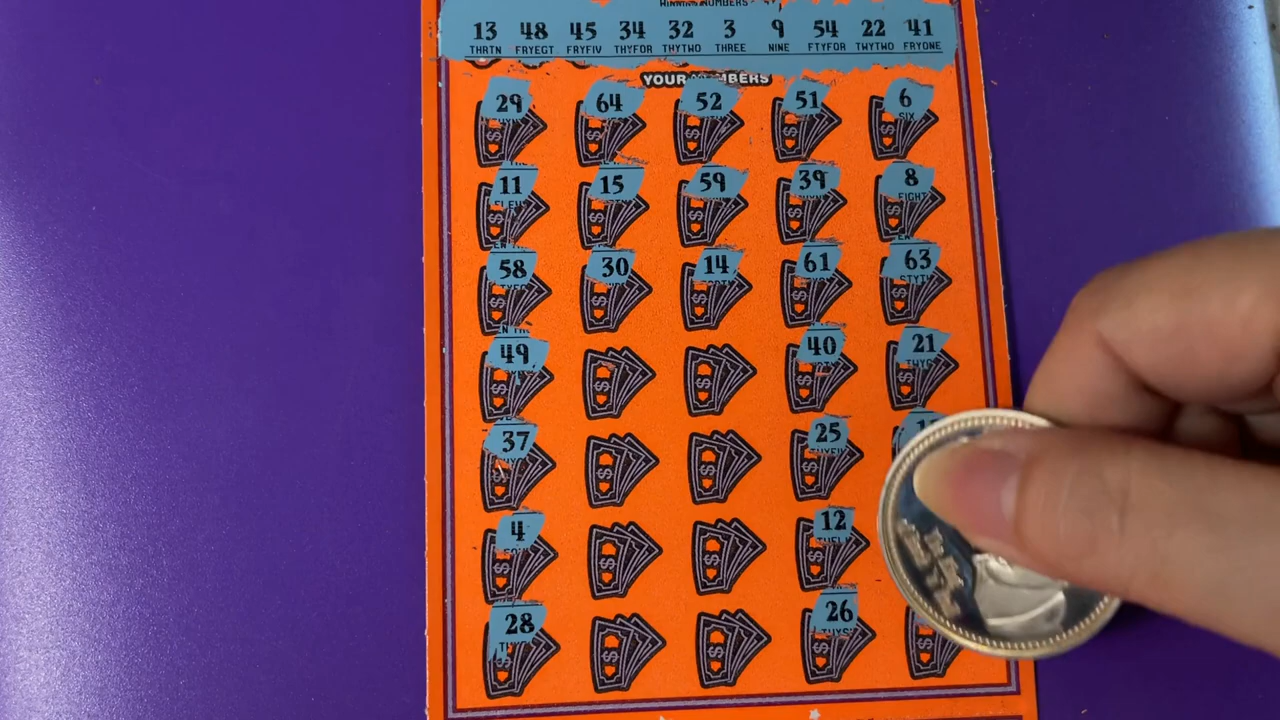 WINNING NUMBERS
13 48 45 34 32 3 9 54 22 41
THRTN FRYEGT FRYFIV THYFOR THYTWO THREE NINE FTYFOR TWYTWO FRYONE
YOUR NUMBERS
29 64 52 51 6
SIX
11 15 59 39 8
58 30 14 61 63
49 40 21
37 25
4 12
28 26